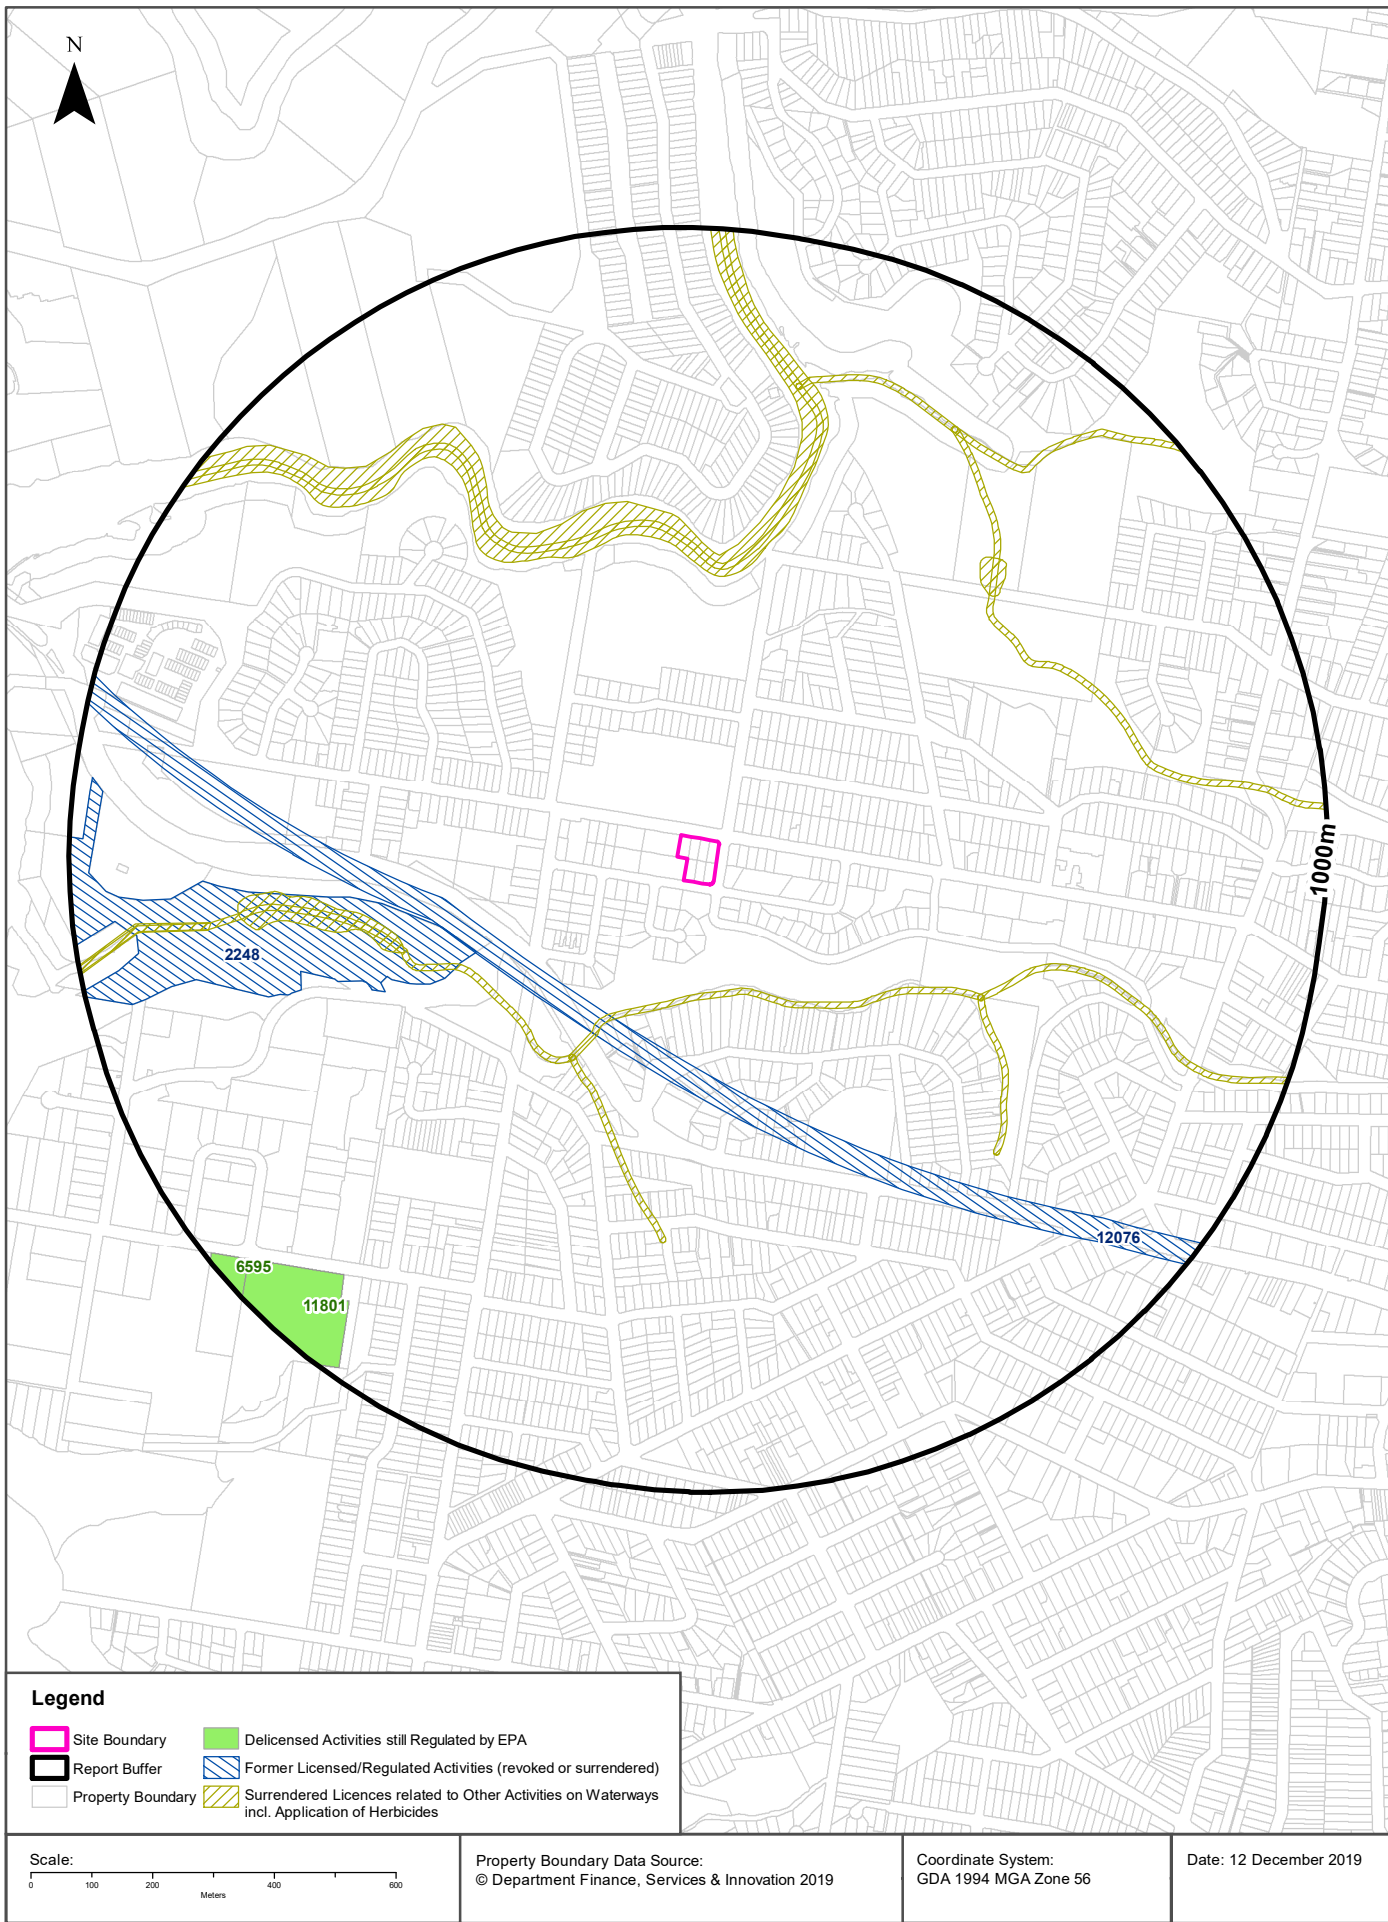 N
1000m
2248
12076
6595
11801
Legend
Site Boundary
Report Buffer
Property Boundary
Delicensed Activities still Regulated by EPA
Former Licensed/Regulated Activities (revoked or surrendered)
Surrendered Licences related to Other Activities on Waterways
incl. Application of Herbicides
Scale:
0 100 200 400 600
Meters
Property Boundary Data Source:
© Department Finance, Services & Innovation 2019
Coordinate System:
GDA 1994 MGA Zone 56
Date: 12 December 2019